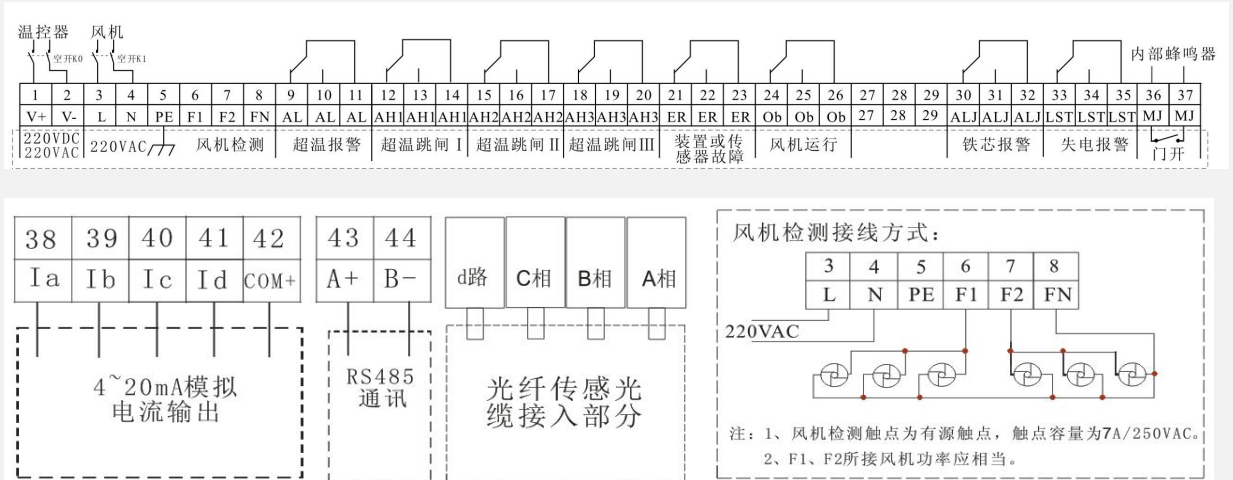 温控器 风机
空开K0 空开K1 内部蜂鸣器
1 2 3 4 5 6 7 8 9 10 11 12 13 14 15 16 17 18 19 20 21 22 23 24 25 26 27 28 29 30 31 32 33 34 35 36 37
V+ V- L N PE F1 F2 FN AL AL AL AH1 AH1 AH1 AH2 AH2 AH2 AH3 AH3 AH3 ER ER ER Ob Ob Ob 27 28 29 ALJ ALJ ALJ LST LST LST MJ MJ
220VDC
220VAC 220VAC 风机检测 超温报警 超温跳闸Ⅰ 超温跳闸Ⅱ 超温跳闸Ⅲ 装置或传感器故障 风机运行 铁芯报警 失电报警 门开
38 39 40 41 42
Ia Ib Ic Id COM+
4~20mA模拟
电流输出
43 44
A+ B-
RS485
通讯
d路 C相 B相 A相
光纤传感光
缆接入部分
风机检测接线方式：
3 4 5 6 7 8
L N PE F1 F2 FN
220VAC
注：1、风机检测触点为有源触点，触点容量为7A/250VAC。
2、F1、F2所接风机功率应相当。